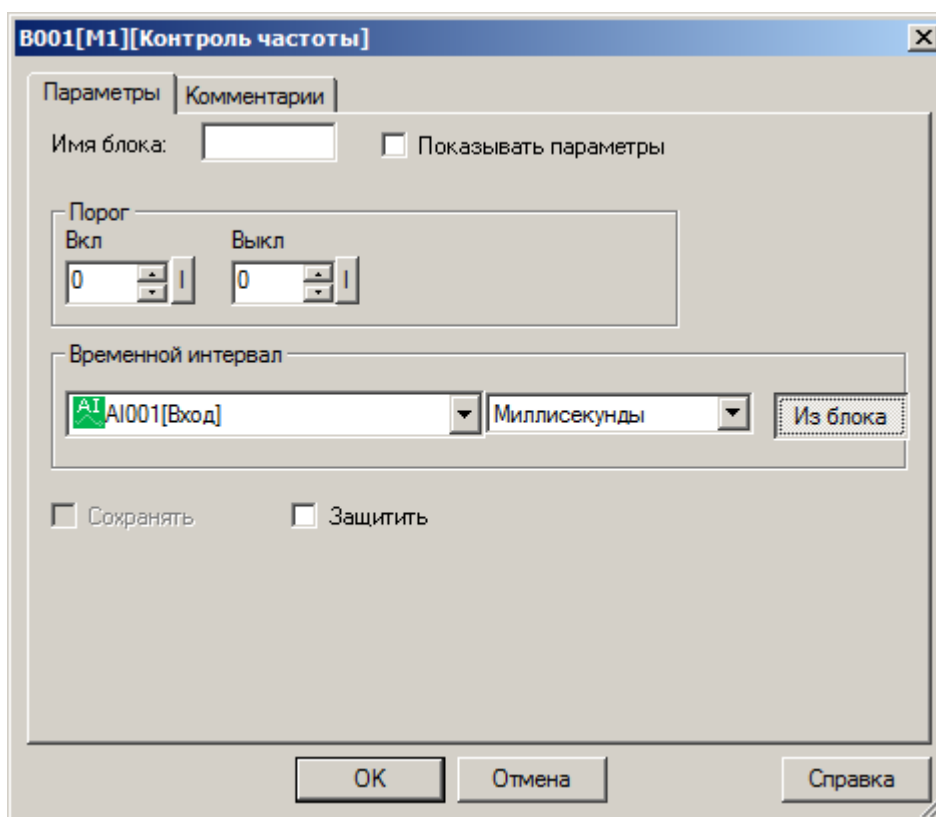 B001[M1][Контроль частоты]
Параметры Комментарии
Имя блока: Показывать параметры
Порог
Вкл Выкл
0 I 0 I
Временной интервал
AI AI001[Вход] Миллисекунды Из блока
Сохранять Защитить
OK Отмена Справка